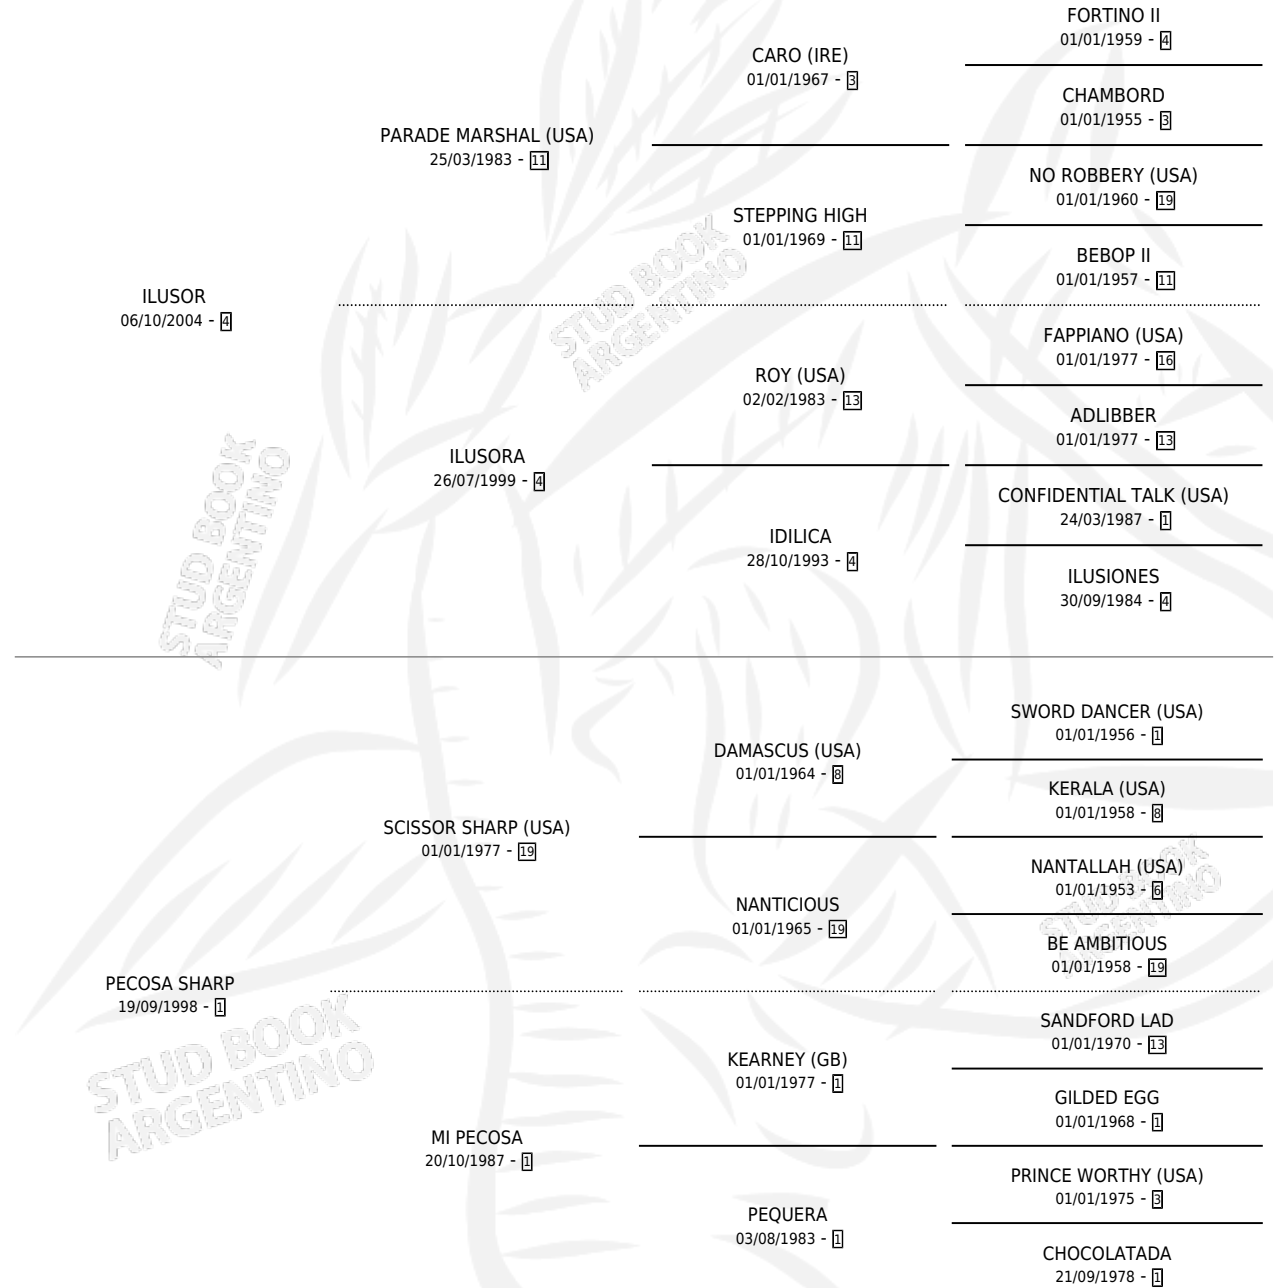 FORTINO II
01/01/1959 - 4
CARO (IRE)
01/01/1967 - 3
CHAMBORD
01/01/1955 - 3
PARADE MARSHAL (USA)
25/03/1983 - 11
NO ROBBERY (USA)
01/01/1960 - 19
STEPPING HIGH
01/01/1969 - 11
BEBOP II
01/01/1957 - 11
ILUSOR
06/10/2004 - 4
STUD BOOK
ARGENTINO
FAPPIANO (USA)
01/01/1977 - 16
ROY (USA)
02/02/1983 - 13
ADLIBBER
01/01/1977 - 13
ILUSORA
26/07/1999 - 4
CONFIDENTIAL TALK (USA)
24/03/1987 - 1
IDILICA
28/10/1993 - 4
ILUSIONES
30/09/1984 - 4
STUD BOOK
ARGENTINO
SWORD DANCER (USA)
01/01/1956 - 1
DAMASCUS (USA)
01/01/1964 - 8
KERALA (USA)
01/01/1958 - 8
SCISSOR SHARP (USA)
01/01/1977 - 19
NANTALLAH (USA)
01/01/1953 - 6
NANTICIOUS
01/01/1965 - 19
BE AMBITIOUS
01/01/1958 - 19
STUD BOOK
ARGENTINO
PECOSA SHARP
19/09/1998 - 1
SANDFORD LAD
01/01/1970 - 13
KEARNEY (GB)
01/01/1977 - 1
GILDED EGG
01/01/1968 - 1
STUD BOOK
ARGENTINO
MI PECOSA
20/10/1987 - 1
PRINCE WORTHY (USA)
01/01/1975 - 3
PEQUERA
03/08/1983 - 1
CHOCOLATADA
21/09/1978 - 1